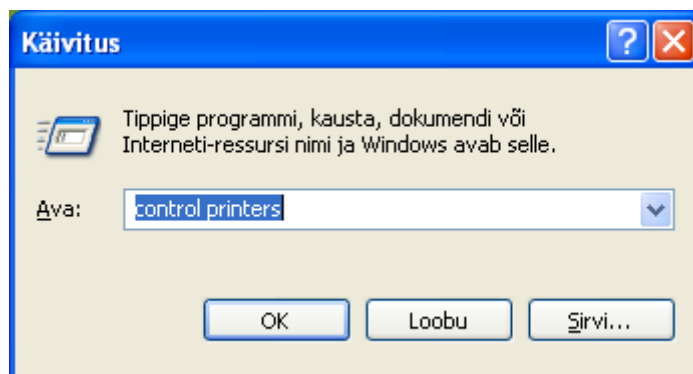 Käivitus
Tippige programmi, kausta, dokumendi või
Interneti-ressursi nimi ja Windows avab selle.
Ava:
control printers
OK
Loobu
Sirvi...